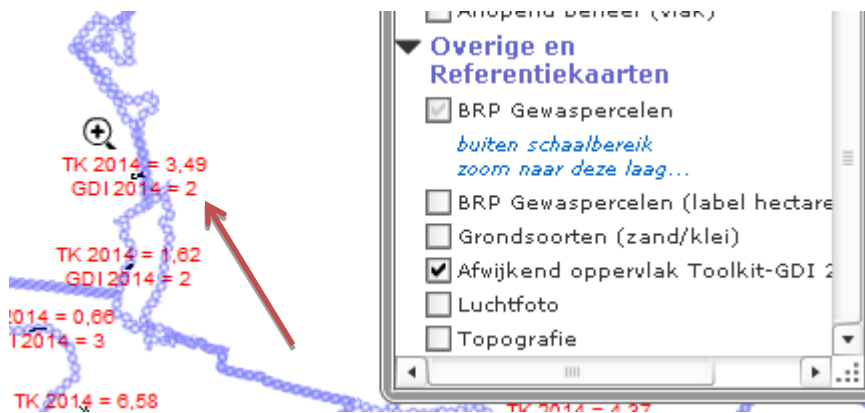 Overige en
Referentiekaarten
BRP Gewaspercelen
buiten schaalbereik
zoom naar deze laag...
BRP Gewaspercelen (label hectare
Grondsoorten (zand/klei)
Afwijkend oppervlak Toolkit-GDI 2
Luchtfoto
Topografie
TK 2014 = 3,49
GDI 2014 = 2
TK 2014 = 1,62
GDI 2014 = 2
2014 = 0,66
2014 = 3
TK 2014 = 6,58